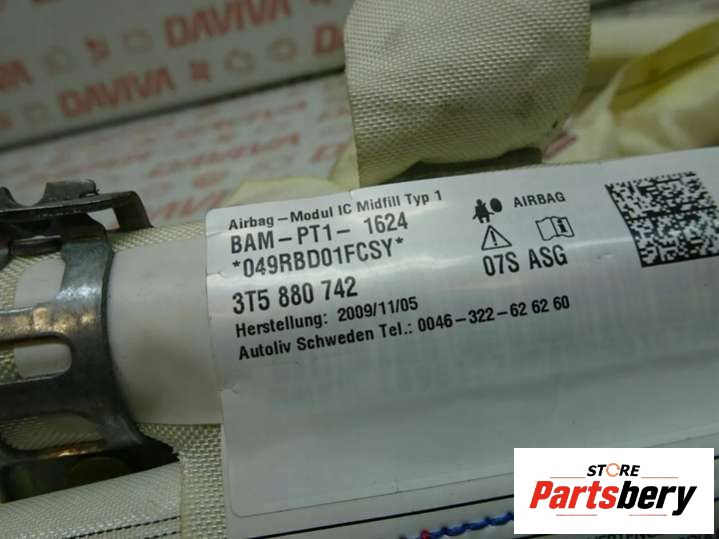 DAVIVA
DAVIVA
Airbag-Modul IC Midfill Typ 1
BAM-PT1- 1624
*049RBD01FCSY*
3T5 880 742
Herstellung: 2009/11/05
Autoliv Schweden Tel.: 0046-322-62 62 60
AIRBAG
07S ASG
STORE
Partsbery